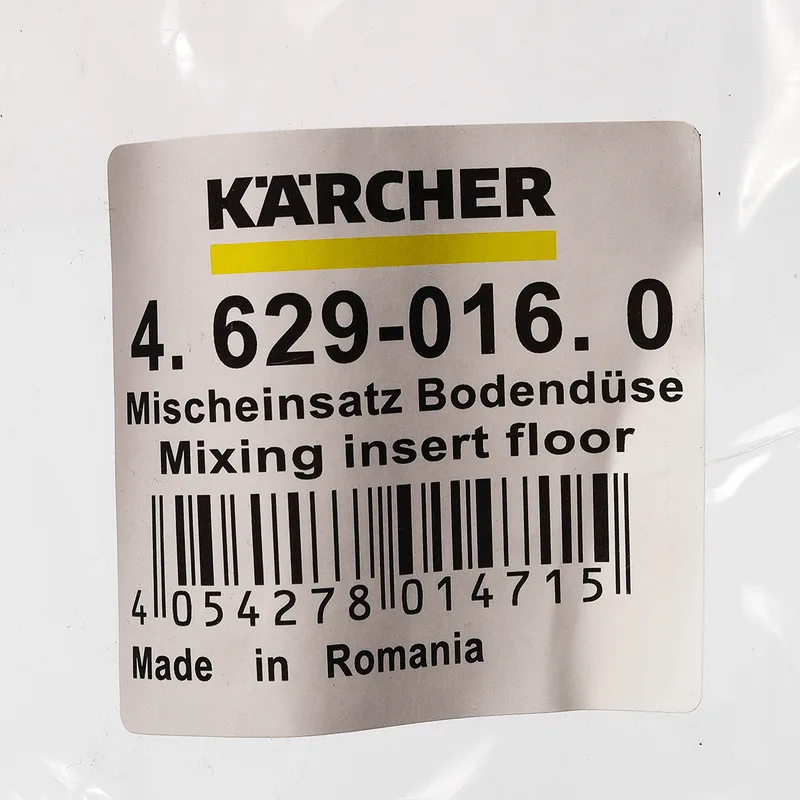 KÄRCHER
4. 629-016. 0
Mischeinsatz Bodendüse
Mixing insert floor
4 054278 014715
Made in Romania